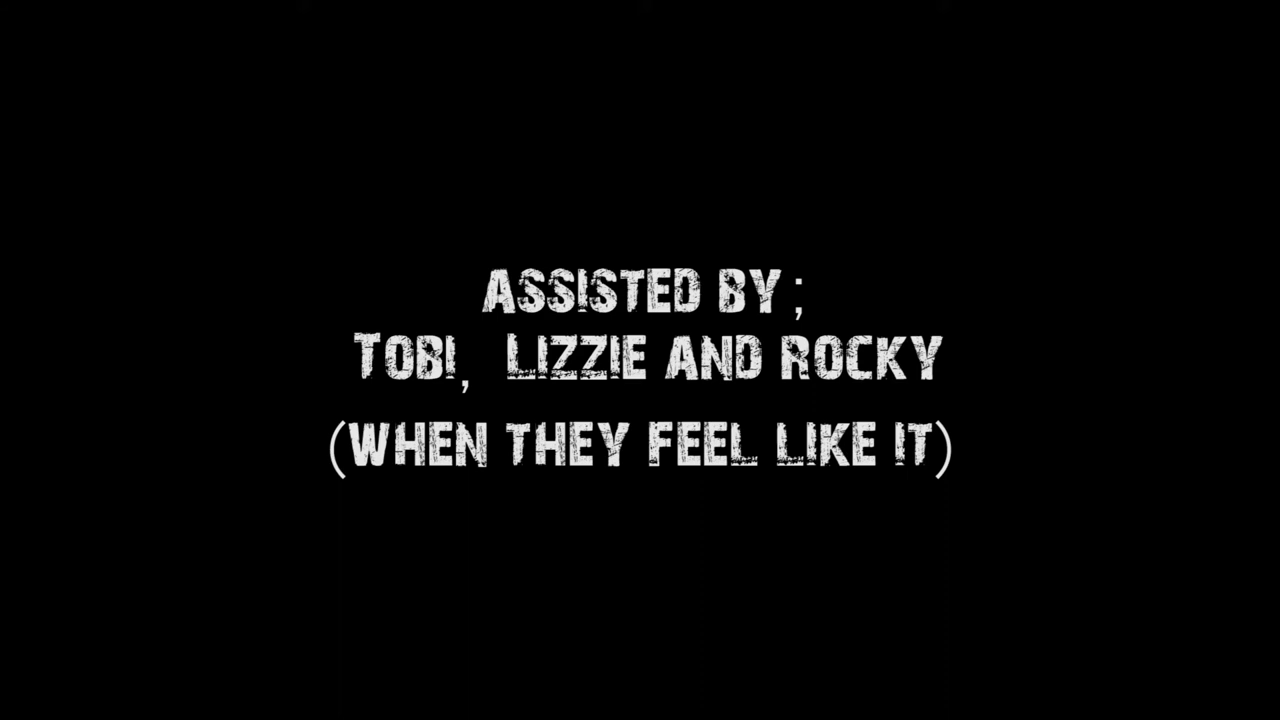 ASSISTED BY ;
TOBI, LIZZIE AND ROCKY
(WHEN THEY FEEL LIKE IT)